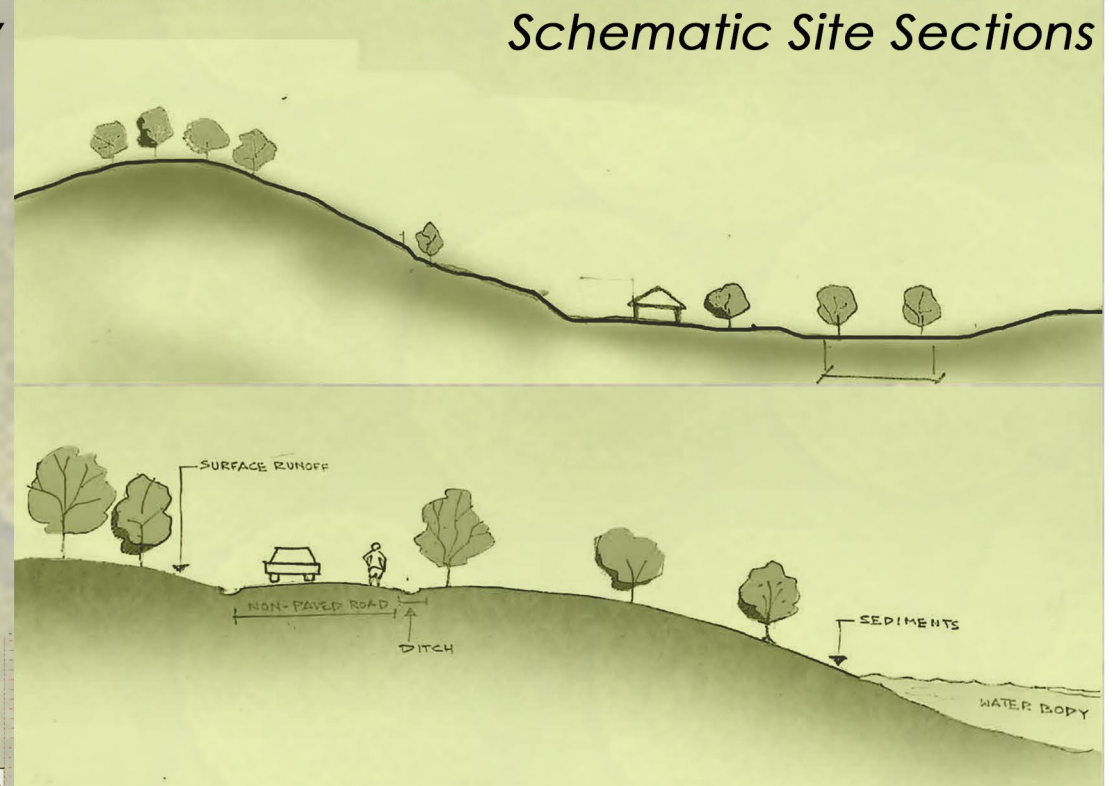 Schematic Site Sections
SURFACE RUNOFF
NON-PAVED ROAD
DITCH
SEDIMENTS
WATER BODY